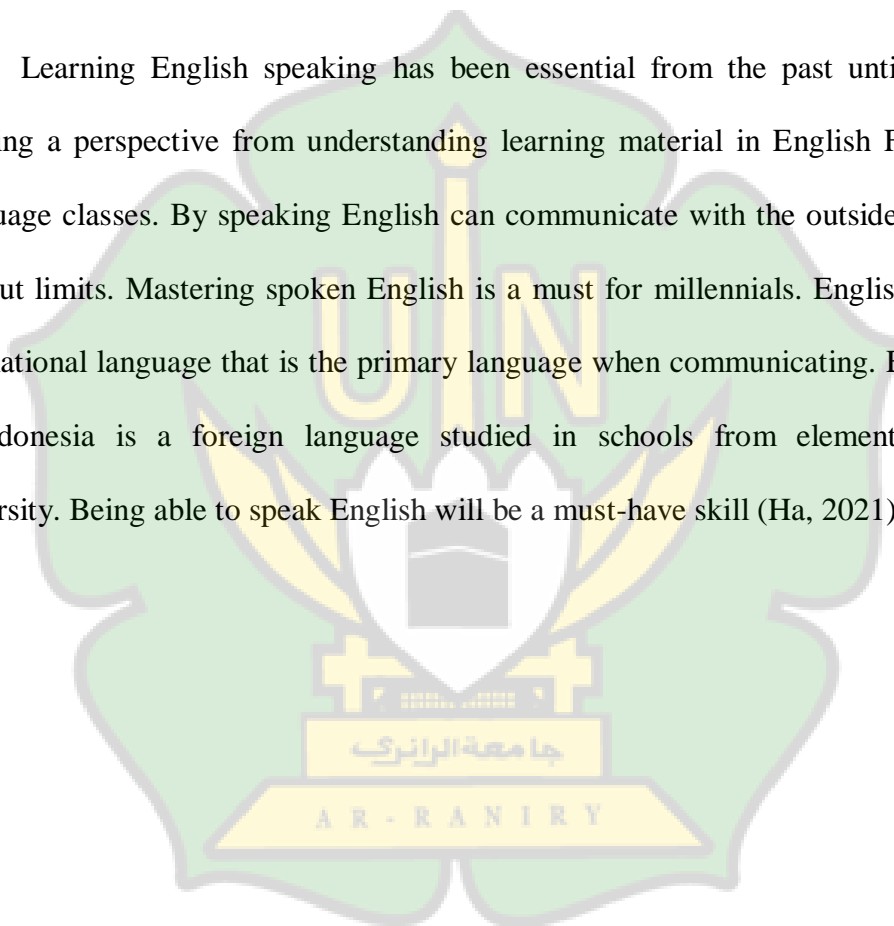 Learning English speaking has been essential from the past unti
ing a perspective from understanding learning material in English F
uage classes. By speaking English can communicate with the outside
ut limits. Mastering spoken English is a must for millennials. Englis
ational language that is the primary language when communicating. E
donesia is a foreign language studied in schools from element
rsity. Being able to speak English will be a must-have skill (Ha, 2021)
UIN
جامعة الرانري
AR-RANIRY